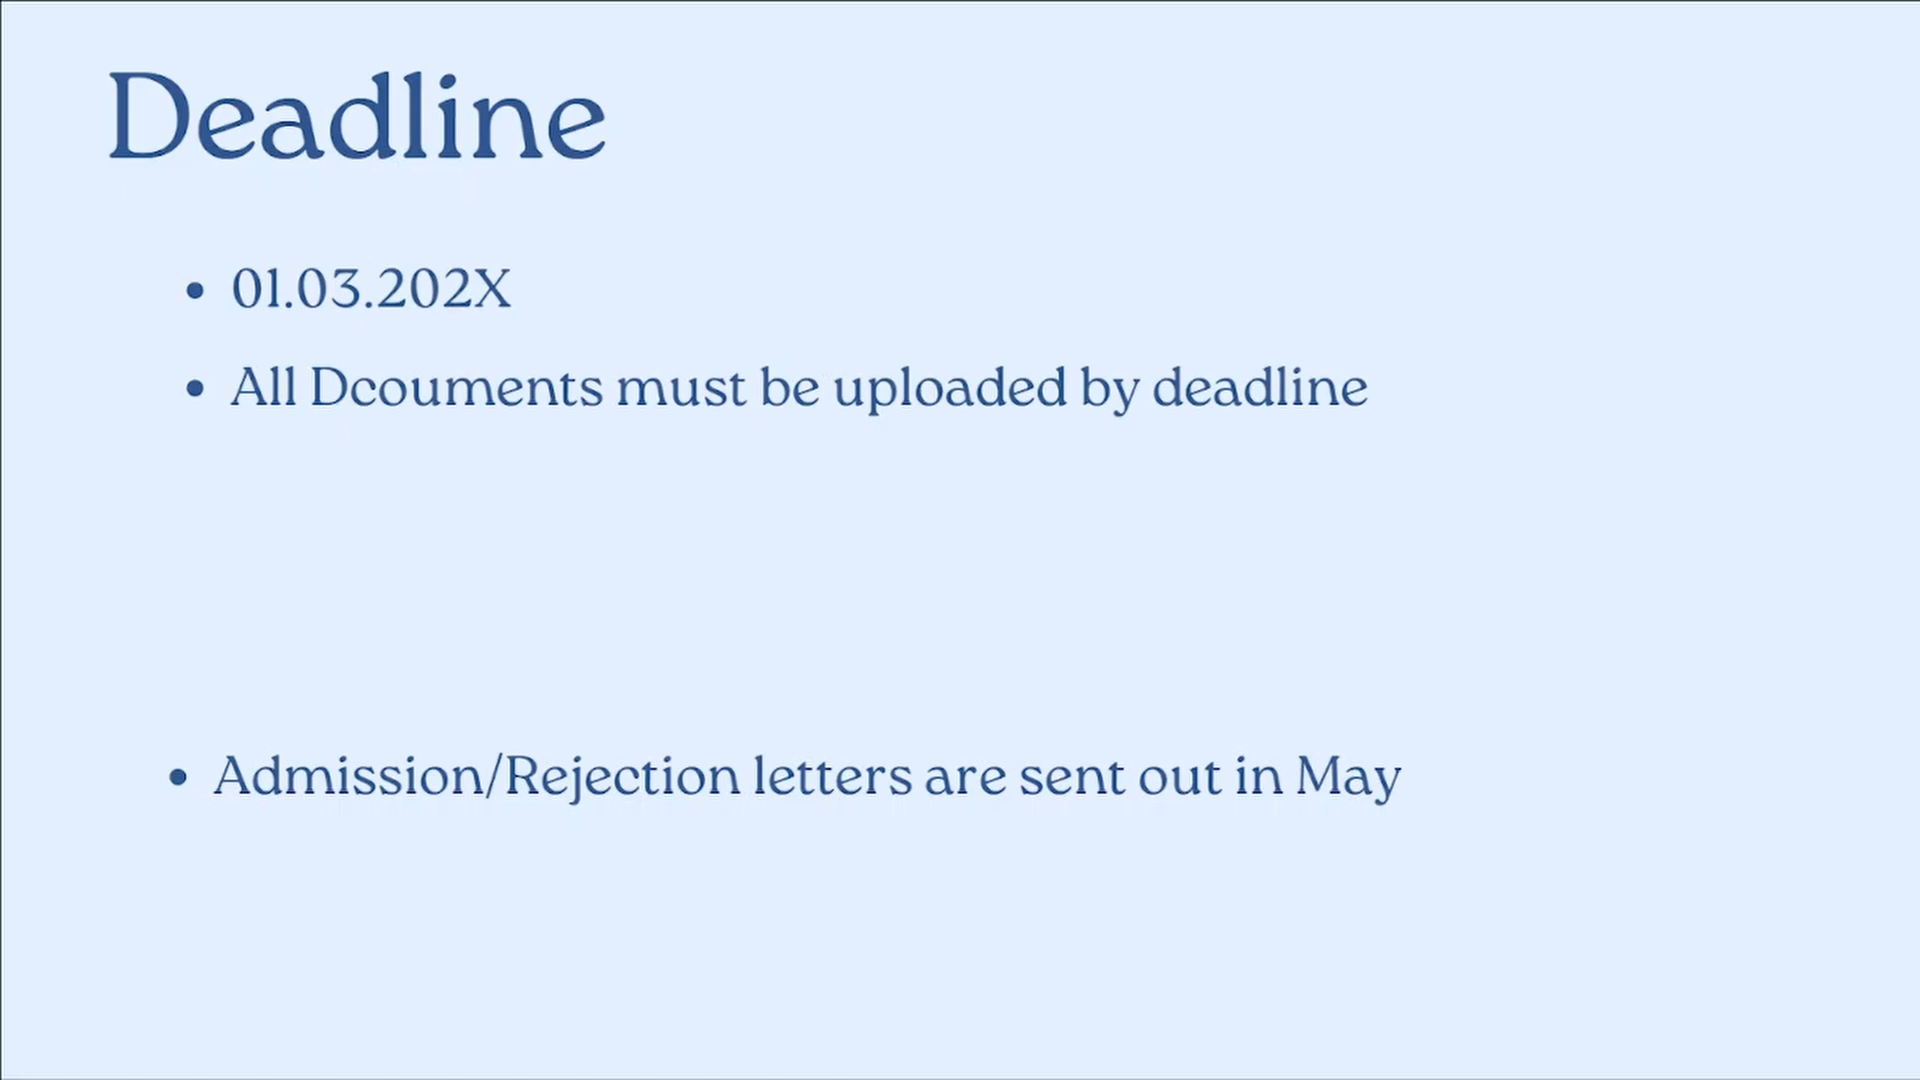 Deadline
• 01.03.202X
• All Dcouments must be uploaded by deadline
• Admission/Rejection letters are sent out in May